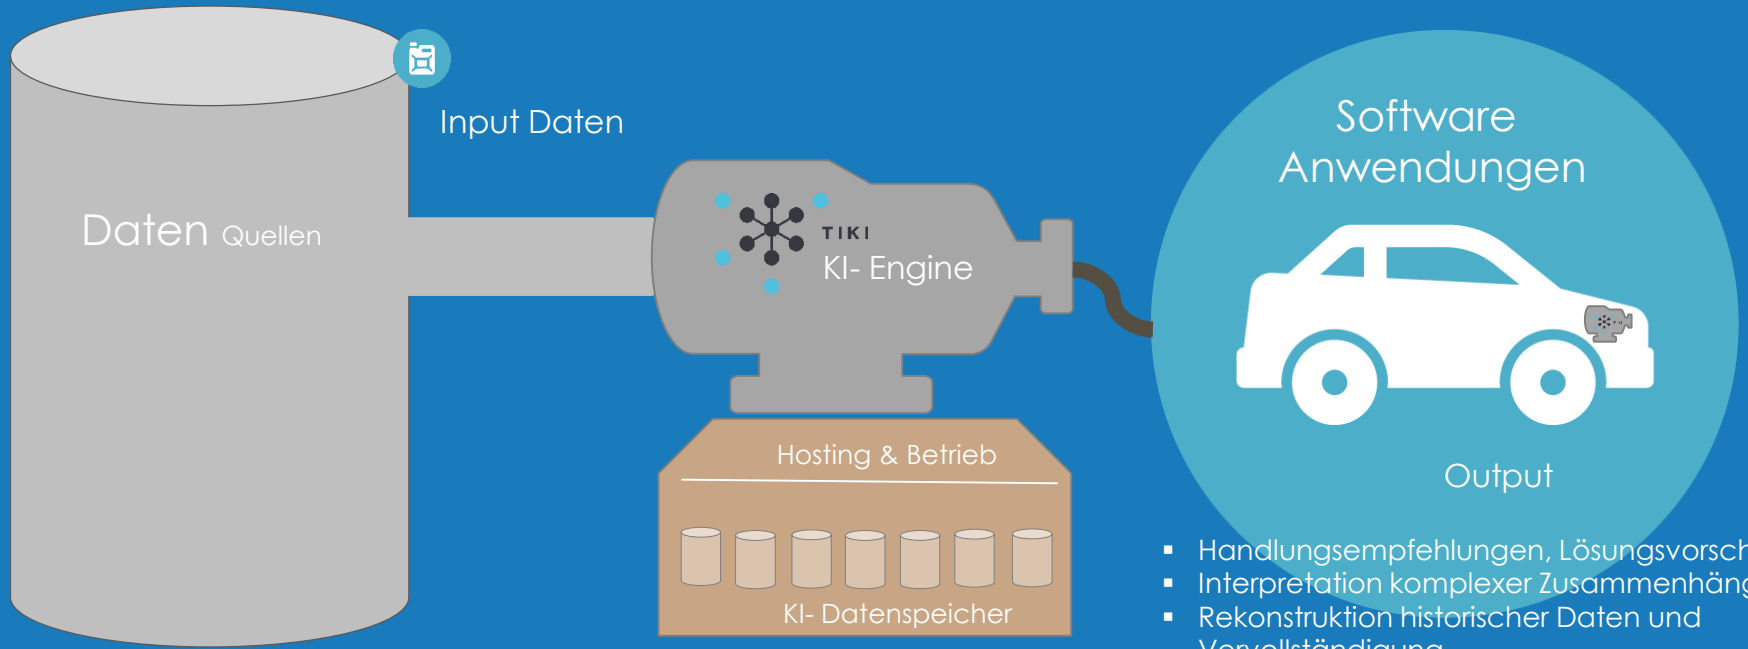 Input Daten
Daten Quellen
TIKI
KI- Engine
Software
Anwendungen
Hosting & Betrieb
KI- Datenspeicher
Output
▪ Handlungsempfehlungen, Lösungsvorsch
▪ Interpretation komplexer Zusammenhäng
▪ Rekonstruktion historischer Daten und
Vervollständigung